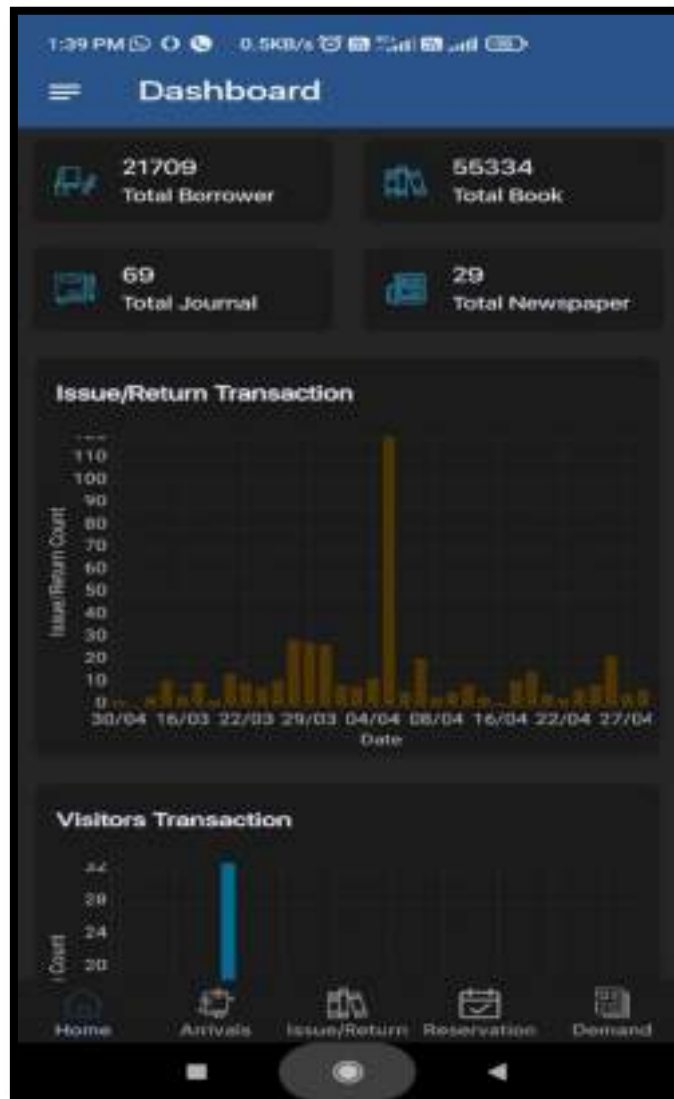 1:39 PM 0.5KB/s
Dashboard
21709
Total Borrower
55334
Total Book
69
Total Journal
29
Total Newspaper
Issue/Return Transaction
Issue/Return Count
110
100
90
80
70
60
50
40
30
20
10
0
30/04 16/03 22/03 29/03 04/04 08/04 16/04 22/04 27/04
Date
Visitors Transaction
Count
32
28
24
20
Home Arrivals Issue/Return Reservation Demand